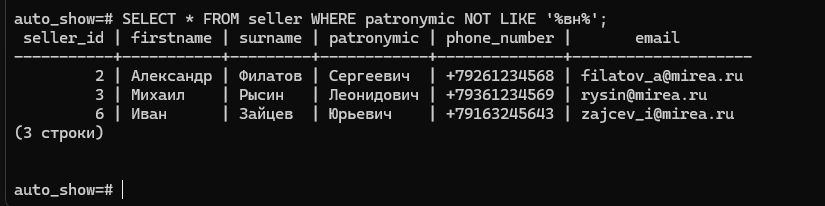 auto_show=# SELECT * FROM seller WHERE patronymic NOT LIKE '%вн%';
 seller_id | firstname | surname | patronymic | phone_number |       email
-----------+-----------+---------+------------+--------------+--------------------
         2 | Александр | Филатов | Сергеевич  | +79261234568 | filatov_a@mirea.ru
         3 | Михаил    | Рысин   | Леонидович | +79361234569 | rysin@mirea.ru
         6 | Иван      | Зайцев  | Юрьевич    | +79163245643 | zajcev_i@mirea.ru
(3 строки)
auto_show=#